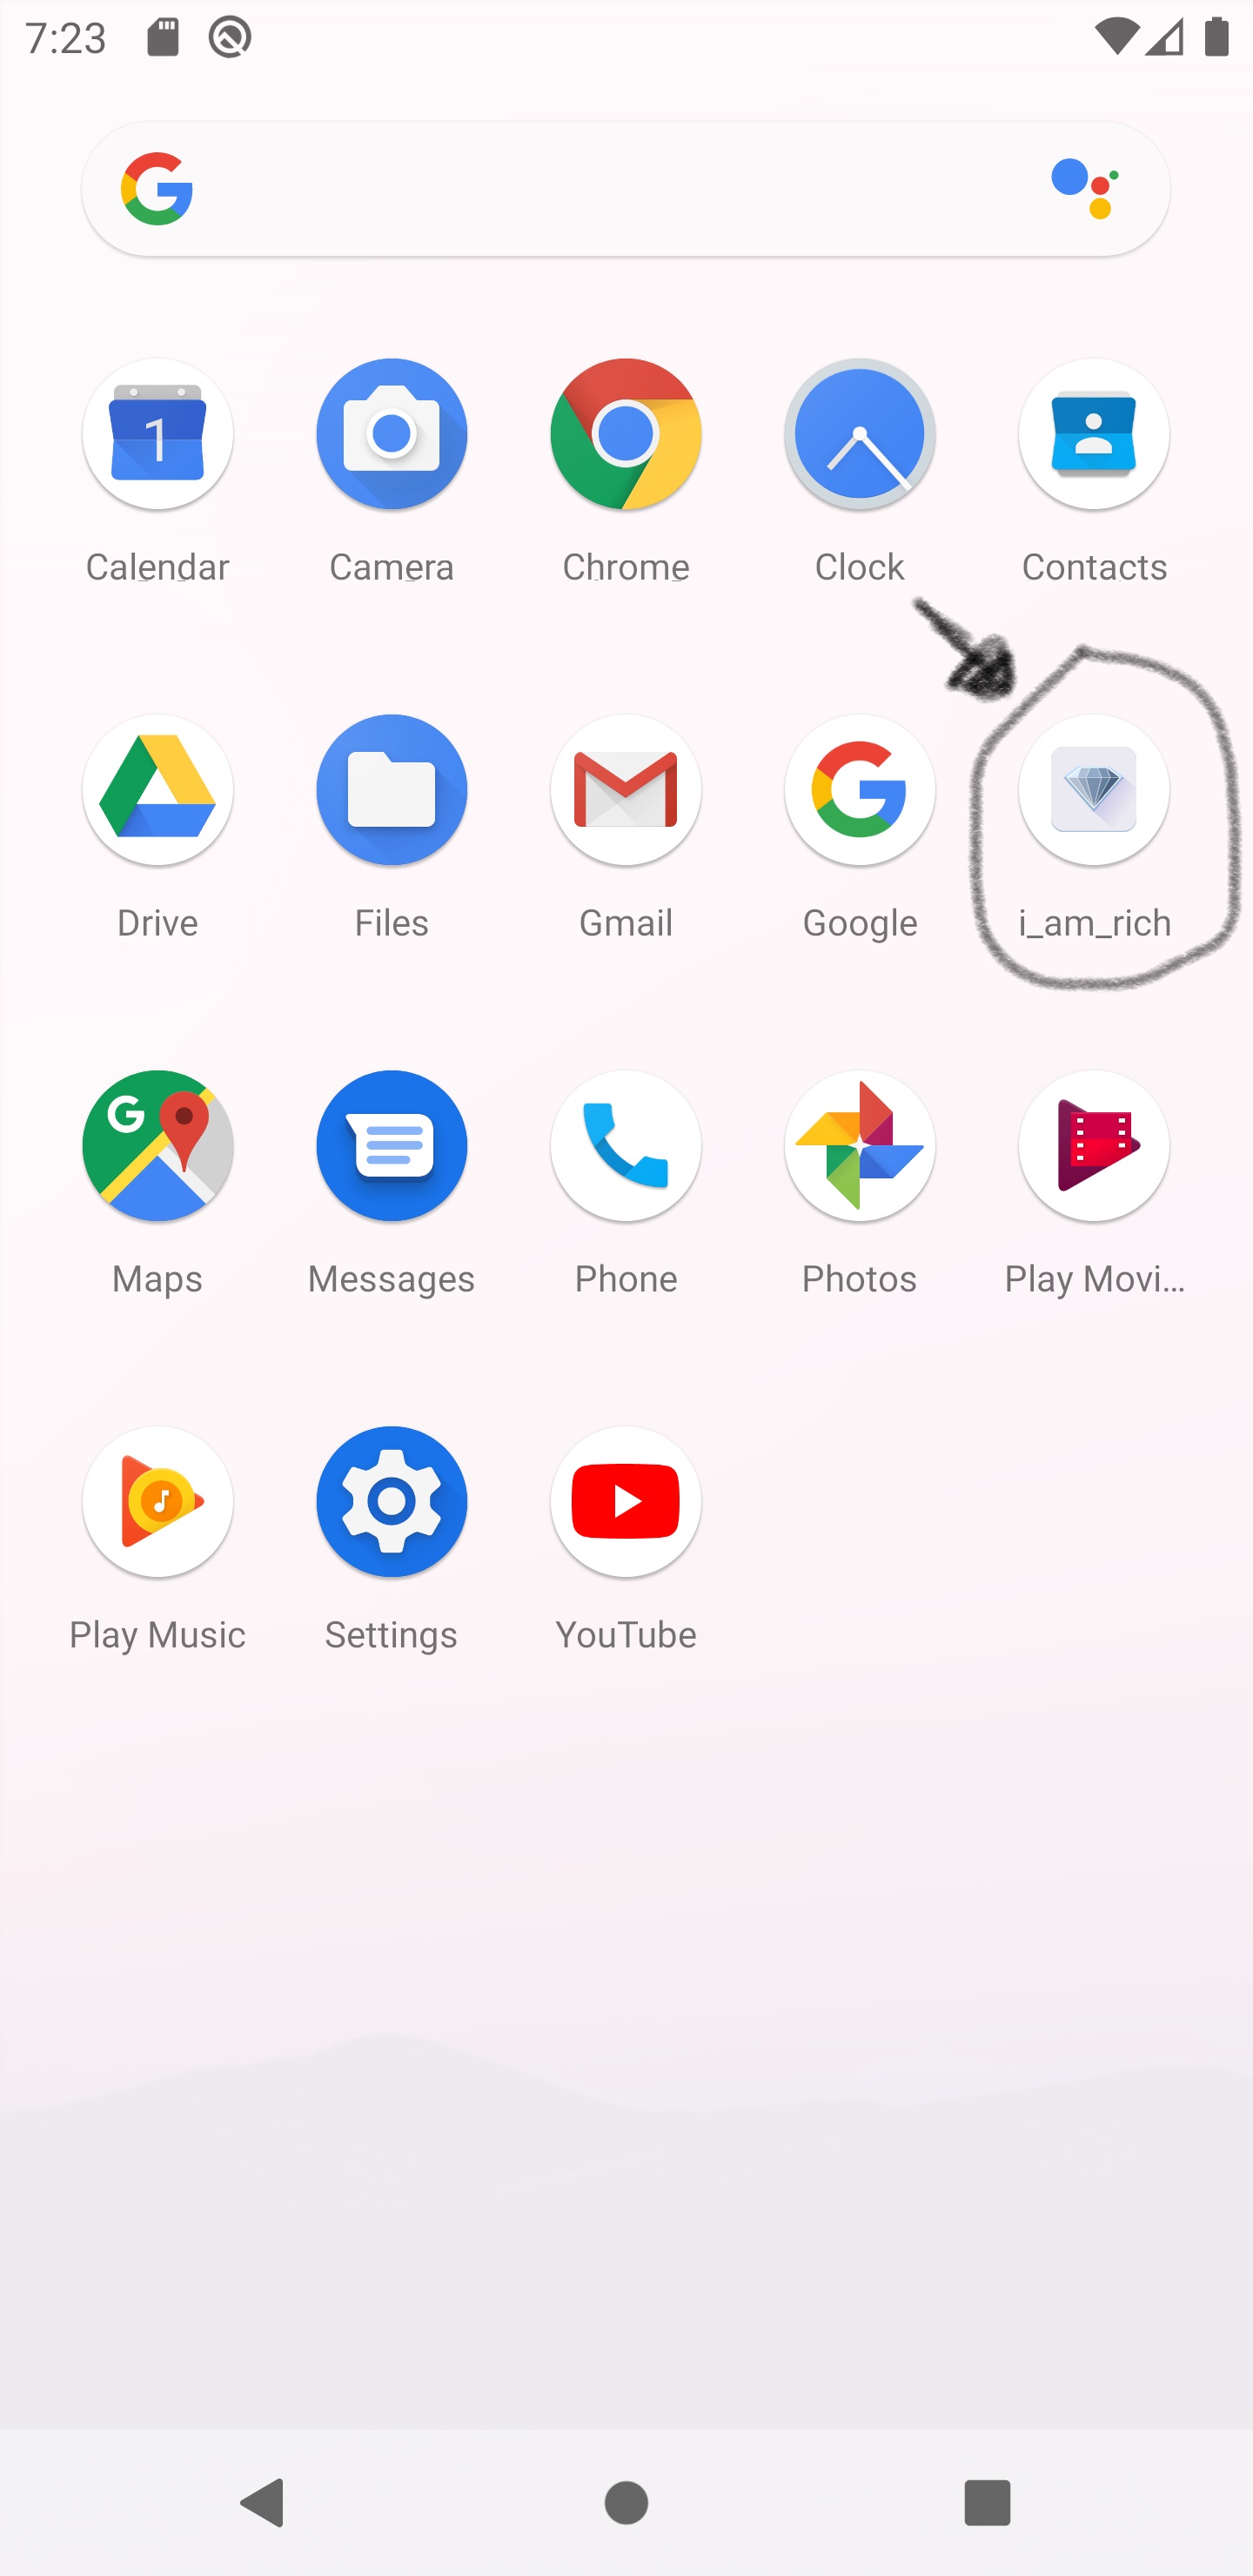 7:23
Calendar Camera Chrome Clock Contacts
Drive Files Gmail Google i_am_rich
Maps Messages Phone Photos Play Movi...
Play Music Settings YouTube